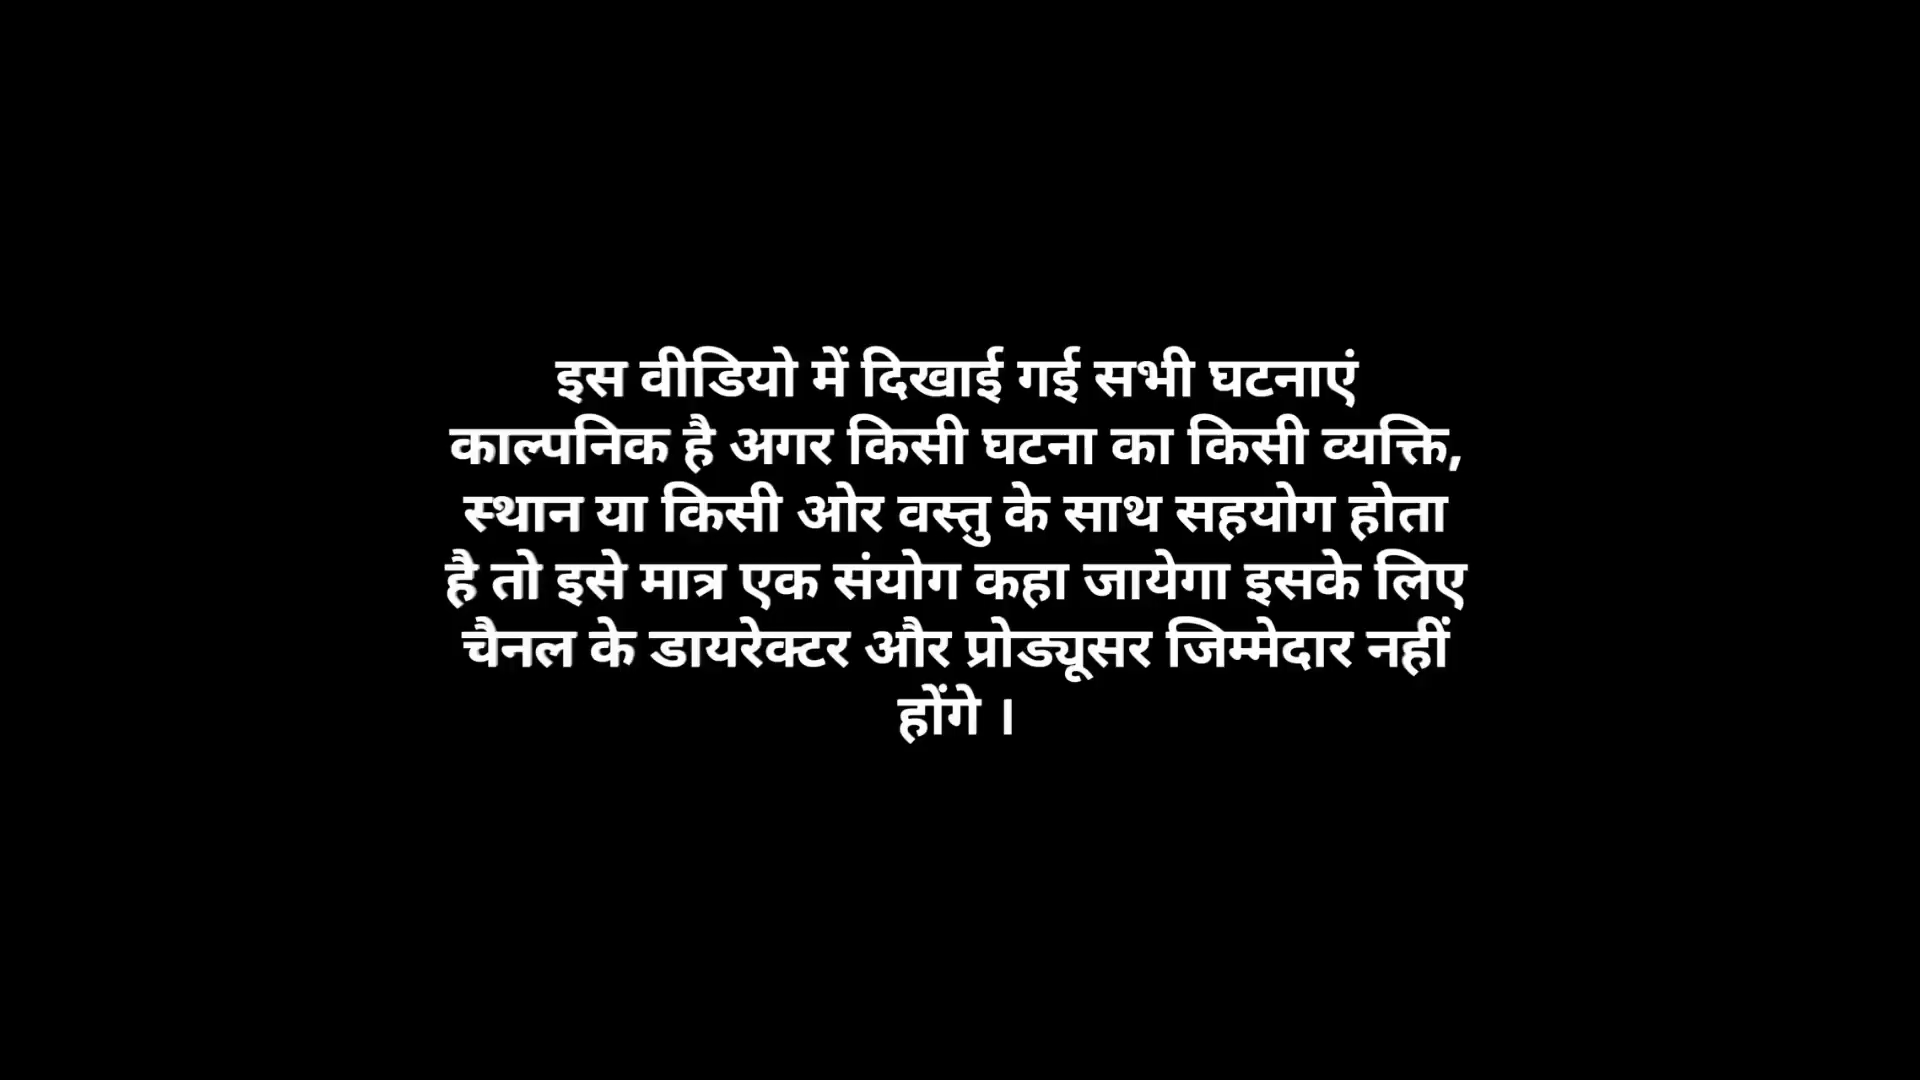 इस वीडियो में दिखाई गई सभी घटनाएं
काल्पनिक है अगर किसी घटना का किसी व्यक्ति,
स्थान या किसी ओर वस्तु के साथ सहयोग होता
है तो इसे मात्र एक संयोग कहा जायेगा इसके लिए
चैनल के डायरेक्टर और प्रोड्यूसर जिम्मेदार नहीं
होंगे ।